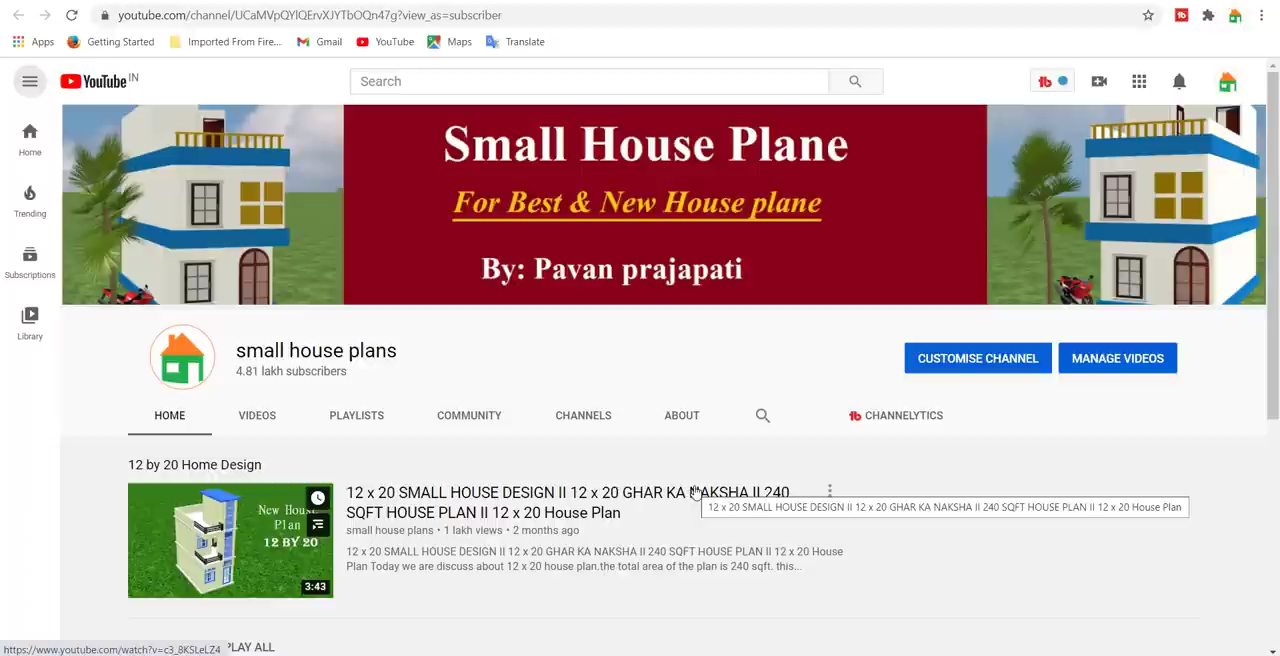 youtube.com/channel/UCaMVpQYlQErvXJYTbOQn47g?view_as=subscriber
Apps
Getting Started
Imported From Fire...
Gmail
YouTube
Maps
Translate
YouTube IN
Search
Home
Trending
Subscriptions
Library
Small House Plane
For Best & New House plane
By: Pavan prajapati
small house plans
4.81 lakh subscribers
CUSTOMISE CHANNEL
MANAGE VIDEOS
HOME
VIDEOS
PLAYLISTS
COMMUNITY
CHANNELS
ABOUT
CHANNELYTICS
12 by 20 Home Design
New House
Plan
12 BY 20
3:43
12 x 20 SMALL HOUSE DESIGN II 12 x 20 GHAR KA NAKSHA II 240
SQFT HOUSE PLAN II 12 x 20 House Plan
small house plans • 1 lakh views • 2 months ago
12 x 20 SMALL HOUSE DESIGN II 12 x 20 GHAR KA NAKSHA II 240 SQFT HOUSE PLAN II 12 x 20 House
Plan Today we are discuss about 12 x 20 house plan.the total area of the plan is 240 sqft. this...
12 x 20 SMALL HOUSE DESIGN II 12 x 20 GHAR KA NAKSHA II 240 SQFT HOUSE PLAN II 12 x 20 House Plan
PLAY ALL
https://www.youtube.com/watch?v=c3_8KSLeLZ4